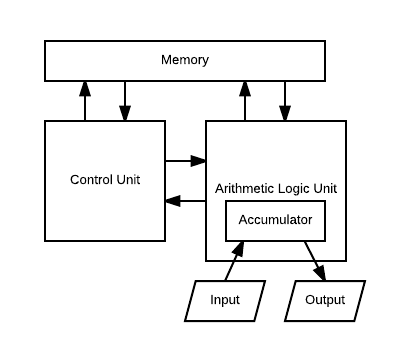 Memory
Control Unit
Arithmetic Logic Unit
Accumulator
Input
Output